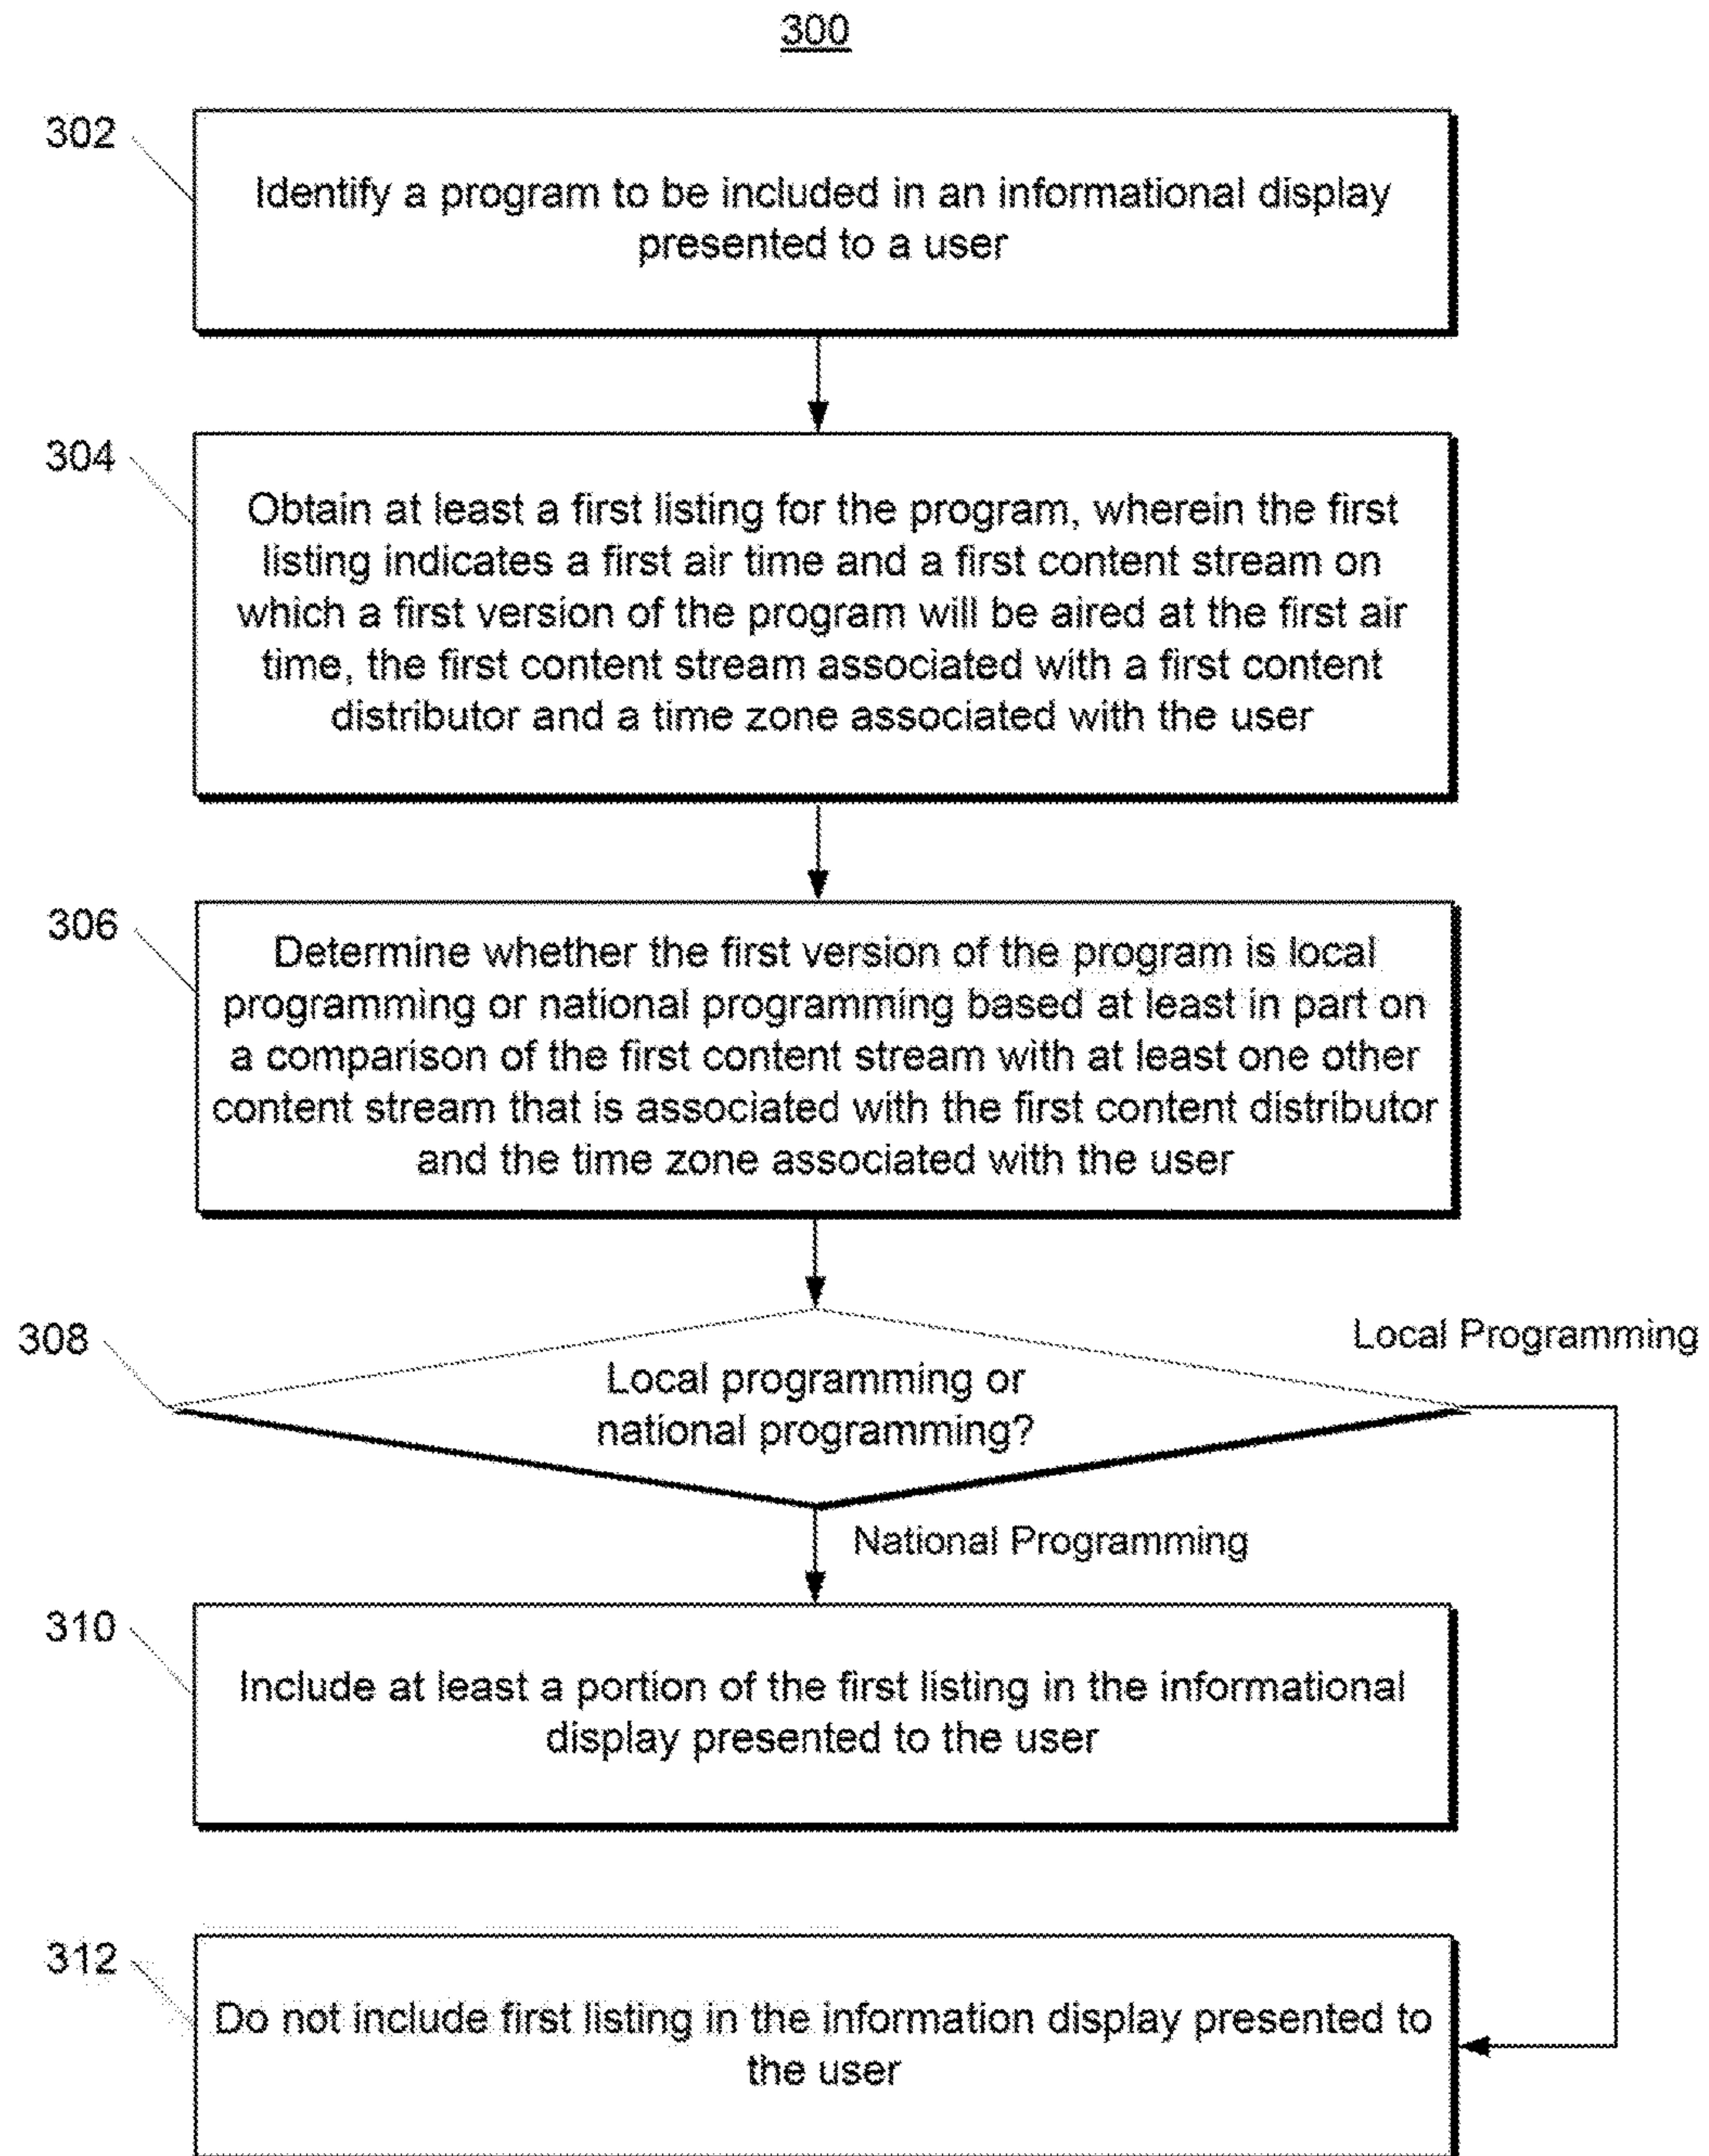 300
302
Identify a program to be included in an informational display
presented to a user
304
Obtain at least a first listing for the program, wherein the first
listing indicates a first air time and a first content stream on
which a first version of the program will be aired at the first air
time, the first content stream associated with a first content
distributor and a time zone associated with the user
306
Determine whether the first version of the program is local
programming or national programming based at least in part on
a comparison of the first content stream with at least one other
content stream that is associated with the first content distributor
and the time zone associated with the user
308
Local Programming
Local programming or
national programming?
National Programming
310
Include at least a portion of the first listing in the informational
display presented to the user
312
Do not include first listing in the information display presented to
the user